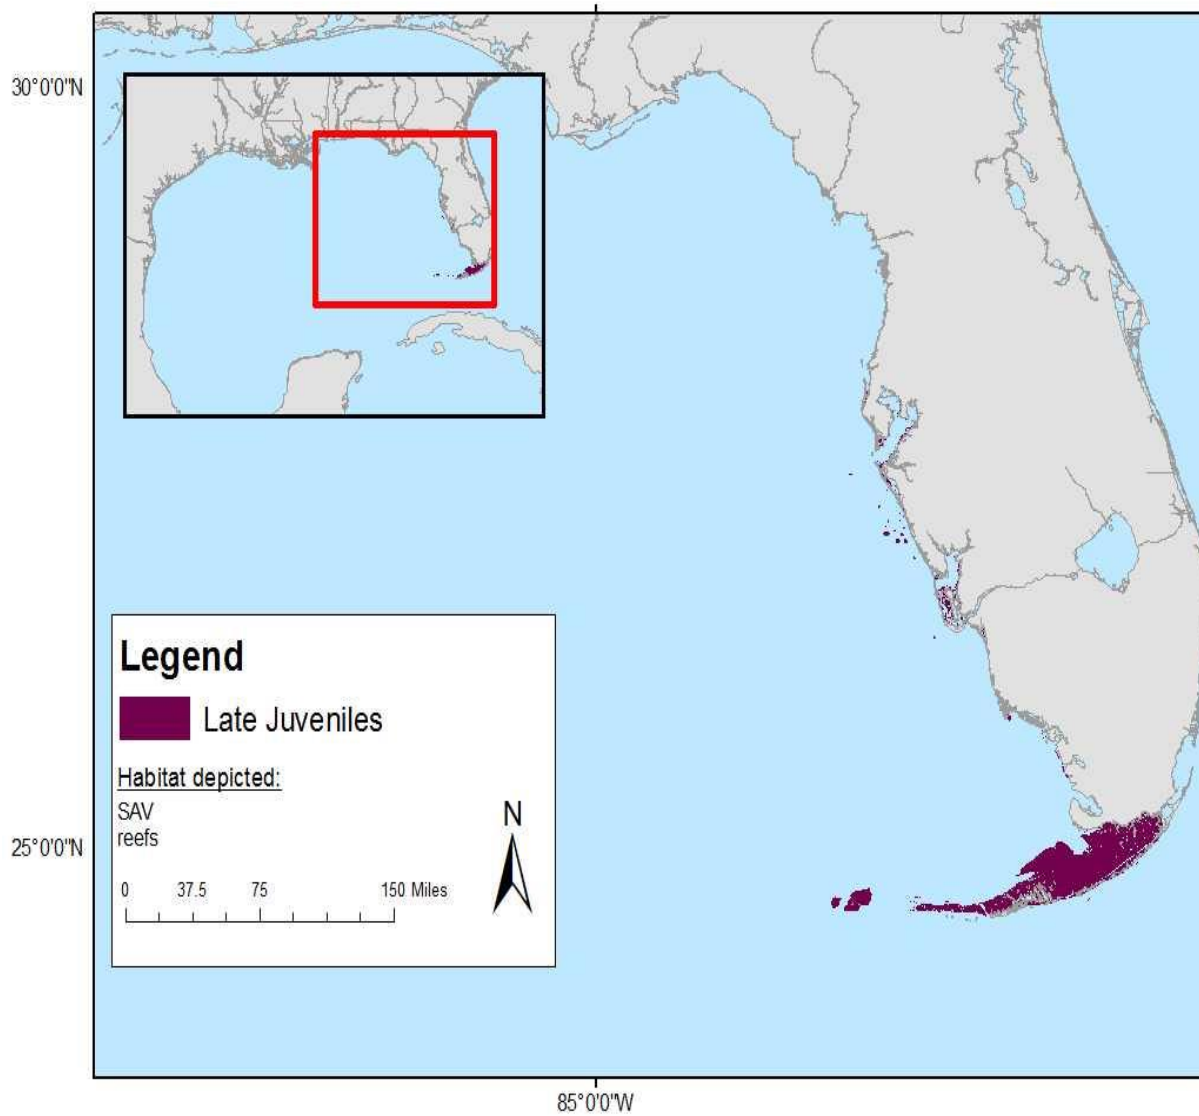 30°0'0"N
Legend
Late Juveniles
Habitat depicted:
SAV
reefs
N
0 37.5 75 150 Miles
25°0'0"N
85°0'0"W